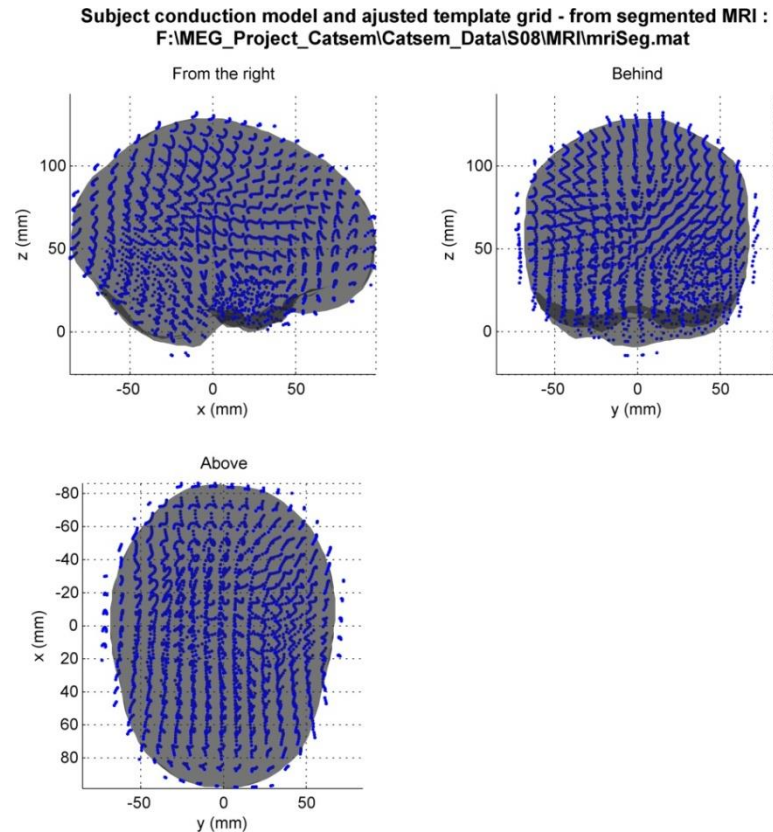 Subject conduction model and ajusted template grid - from segmented MRI :
F:\MEG_Project_Catsem\Catsem_Data\S08\MRI\mriSeg.mat
From the right
100
50
0
z (mm)
-50
0
50
x (mm)
Behind
100
50
0
z (mm)
-50
0
50
y (mm)
Above
-80
-60
-40
-20
0
20
40
60
80
x (mm)
-50
0
50
y (mm)